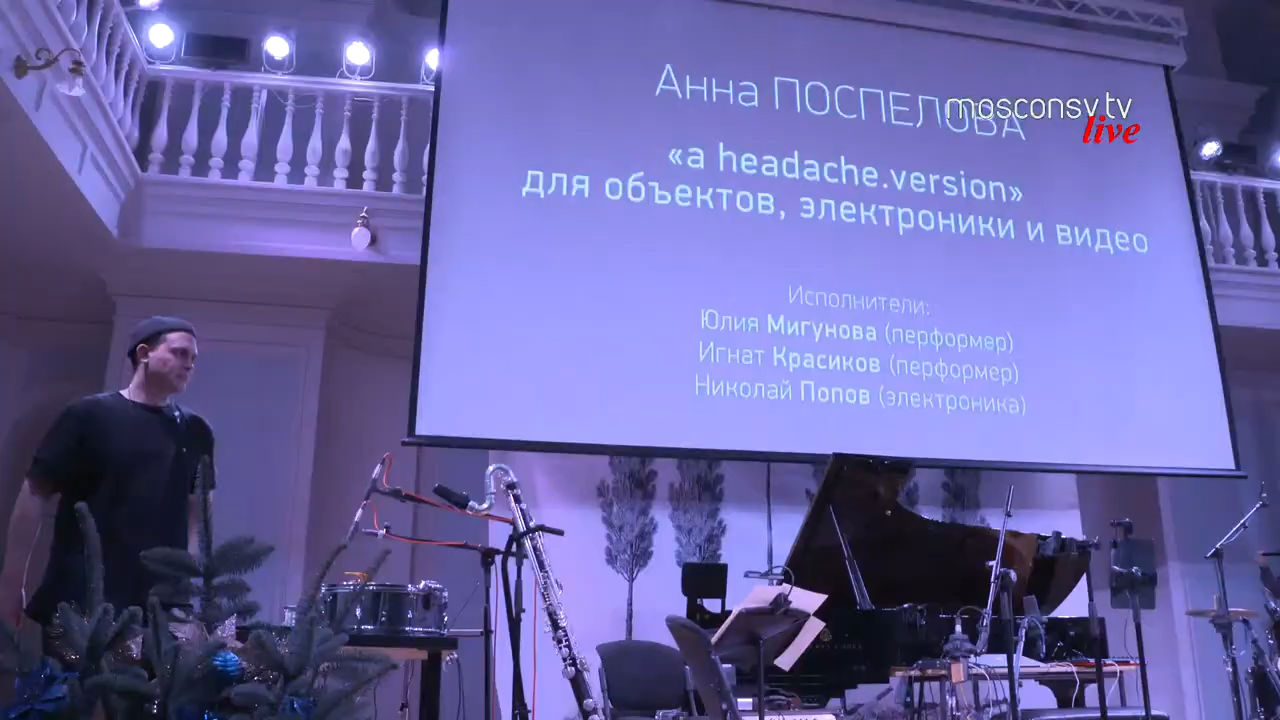 Анна ПОСПЕЛОВА
mosconsv.tv
live
«a headache.version»
для объектов, электроники и видео
Исполнители:
Юлия Мигунова (перформер)
Игнат Красиков (перформер)
Николай Попов (электроника)